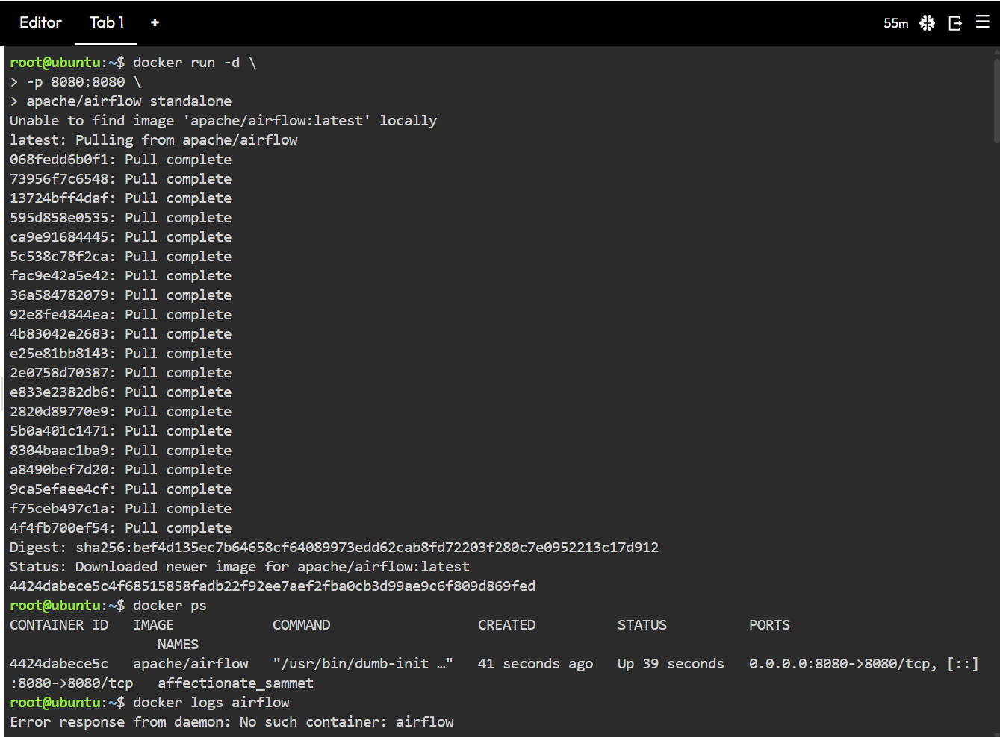 Editor Tab 1 + 55m
root@ubuntu:~$ docker run -d \
> -p 8080:8080 \
> apache/airflow standalone
Unable to find image 'apache/airflow:latest' locally
latest: Pulling from apache/airflow
068fedd6b0f1: Pull complete
73956f7c6548: Pull complete
13724bff4daf: Pull complete
595d858e0535: Pull complete
ca9e91684445: Pull complete
5c538c78f2ca: Pull complete
fac9e42a5e42: Pull complete
36a584782079: Pull complete
92e8fe4844ea: Pull complete
4b83042e2683: Pull complete
e25e81bb8143: Pull complete
2e0758d70387: Pull complete
e833e2382db6: Pull complete
2820d89770e9: Pull complete
5b0a401c1471: Pull complete
8304baac1ba9: Pull complete
a8490bef7d20: Pull complete
9ca5efaee4cf: Pull complete
f75ceb497c1a: Pull complete
4f4fb700ef54: Pull complete
Digest: sha256:bef4d135ec7b64658cf64089973edd62cab8fd72203f280c7e0952213c17d912
Status: Downloaded newer image for apache/airflow:latest
4424dabece5c4f68515858fadb22f92ee7aef2fba0cb3d99ae9c6f809d869fed
root@ubuntu:~$ docker ps
CONTAINER ID   IMAGE            COMMAND                  CREATED          STATUS          PORTS
                  NAMES
4424dabece5c   apache/airflow   "/usr/bin/dumb-init …"   41 seconds ago   Up 39 seconds   0.0.0.0:8080->8080/tcp, [::]
:8080->8080/tcp   affectionate_sammet
root@ubuntu:~$ docker logs airflow
Error response from daemon: No such container: airflow